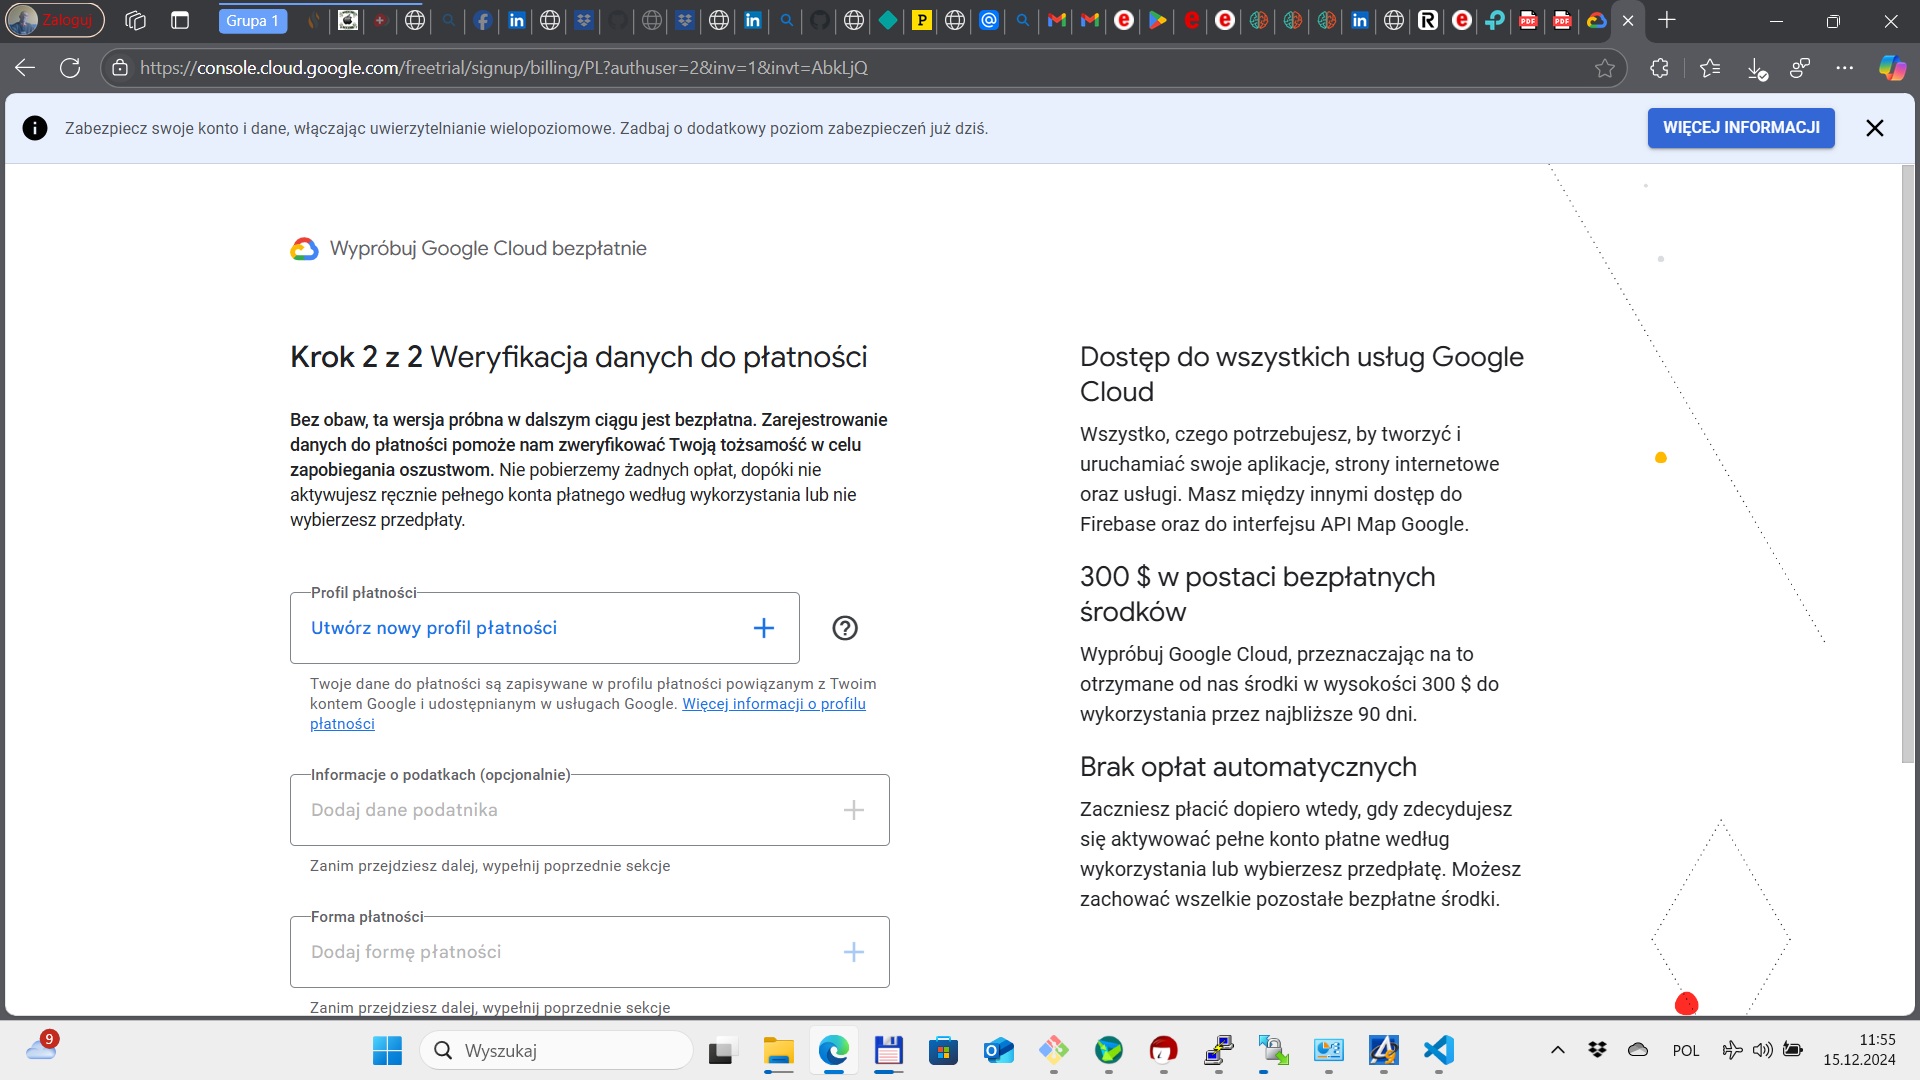 Zaloguj
Grupa 1
https://console.cloud.google.com/freetrial/signup/billing/PL?authuser=2&inv=1&invt=AbkLjQ
Zabezpiecz swoje konto i dane, włączając uwierzytelnianie wielopoziomowe. Zadbaj o dodatkowy poziom zabezpieczeń już dziś.
WIĘCEJ INFORMACJI
Wypróbuj Google Cloud bezpłatnie
Krok 2 z 2 Weryfikacja danych do płatności
Bez obaw, ta wersja próbna w dalszym ciągu jest bezpłatna. Zarejestrowanie
danych do płatności pomoże nam zweryfikować Twoją tożsamość w celu
zapobiegania oszustwom. Nie pobierzemy żadnych opłat, dopóki nie
aktywujesz ręcznie pełnego konta płatnego według wykorzystania lub nie
wybierzesz przedpłaty.
Profil płatności
Utwórz nowy profil płatności
Twoje dane do płatności są zapisywane w profilu płatności powiązanym z Twoim
kontem Google i udostępnianym w usługach Google. Więcej informacji o profilu
płatności
Informacje o podatkach (opcjonalnie)
Dodaj dane podatnika
Zanim przejdziesz dalej, wypełnij poprzednie sekcje
Forma płatności
Dodaj formę płatności
Zanim przejdziesz dalej, wypełnij poprzednie sekcje
Dostęp do wszystkich usług Google
Cloud
Wszystko, czego potrzebujesz, by tworzyć i
uruchamiać swoje aplikacje, strony internetowe
oraz usługi. Masz między innymi dostęp do
Firebase oraz do interfejsu API Map Google.
300 $ w postaci bezpłatnych
środków
Wypróbuj Google Cloud, przeznaczając na to
otrzymane od nas środki w wysokości 300 $ do
wykorzystania przez najbliższe 90 dni.
Brak opłat automatycznych
Zaczniesz płacić dopiero wtedy, gdy zdecydujesz
się aktywować pełne konto płatne według
wykorzystania lub wybierzesz przedpłatę. Możesz
zachować wszelkie pozostałe bezpłatne środki.
9
Wyszukaj
POL
11:55
15.12.2024